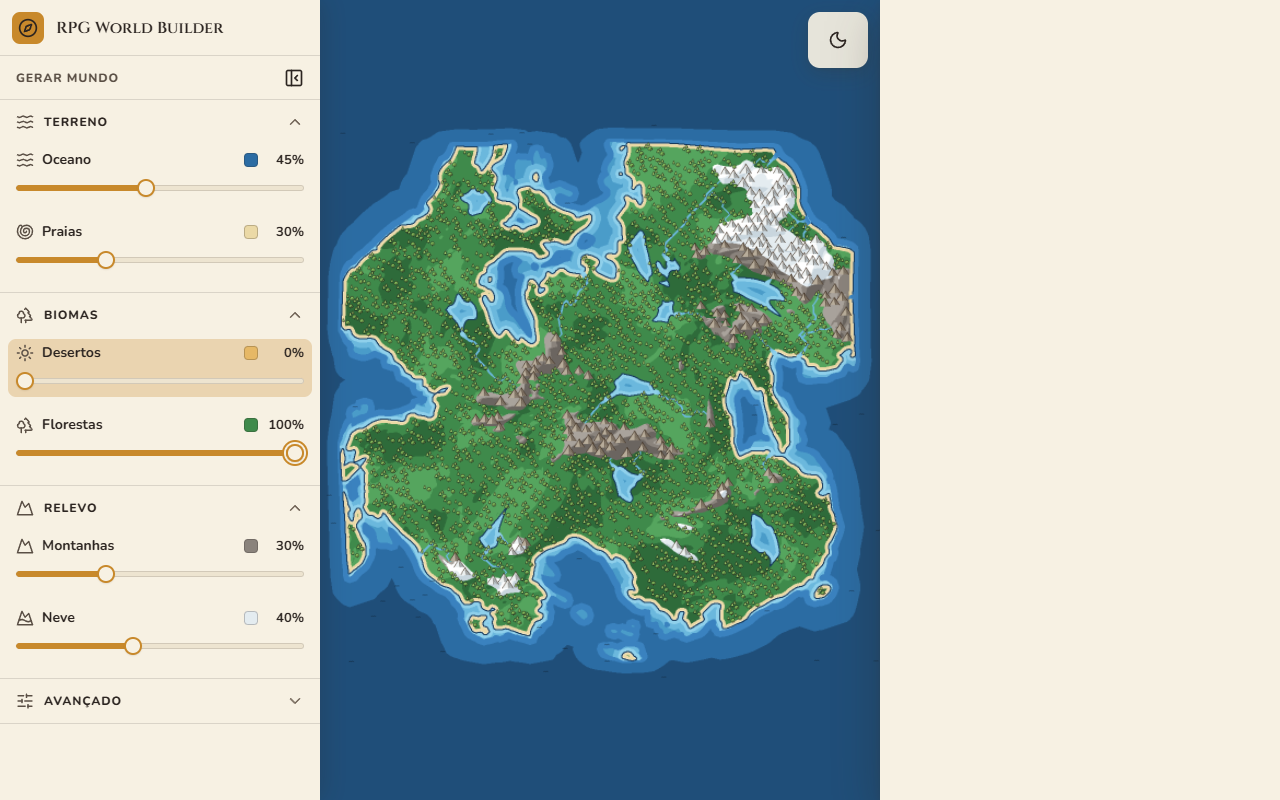 RPG World Builder
GERAR MUNDO
TERRENO
Oceano 45%
Praias 30%
BIOMAS
Desertos 0%
Florestas 100%
RELEVO
Montanhas 30%
Neve 40%
AVANÇADO